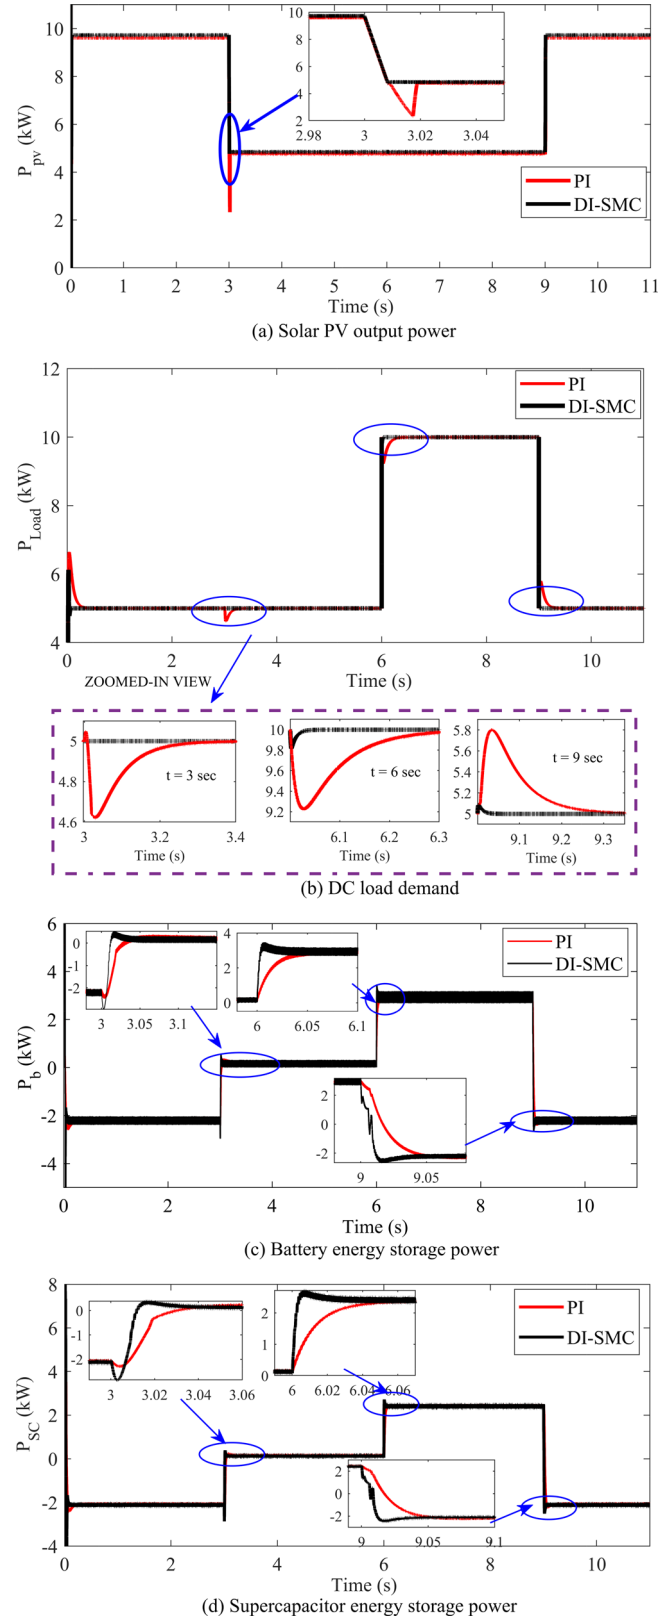 10
8
6
4
2
0
P_pv (kW)
10
8
6
4
2
2.98 3 3.02 3.04
PI
DI-SMC
0 1 2 3 4 5 6 7 8 9 10 11
Time (s)
(a) Solar PV output power
12
10
8
6
4
P_Load (kW)
PI
DI-SMC
0 2 4 6 8 10
ZOOMED-IN VIEW
Time (s)
5
4.8
4.6
t = 3 sec
3 3.2 3.4
Time (s)
10
9.8
9.6
9.4
9.2
t = 6 sec
6.1 6.2 6.3
Time (s)
5.8
5.6
5.4
5.2
5
t = 9 sec
9.1 9.2 9.3
Time (s)
(b) DC load demand
6
4
2
0
-2
-4
P_b (kW)
0
-1
-2
3 3.05 3.1
4
2
0
6 6.05 6.1
PI
DI-SMC
2
0
-2
9 9.05
0 2 4 6 8 10
Time (s)
(c) Battery energy storage power
8
6
4
2
0
-2
-4
P_SC (kW)
0
-1
-2
3 3.02 3.04 3.06
2
1
0
6 6.02 6.04 6.06
PI
DI-SMC
2
0
-2
9 9.05 9.1
0 2 4 6 8 10
Time (s)
(d) Supercapacitor energy storage power